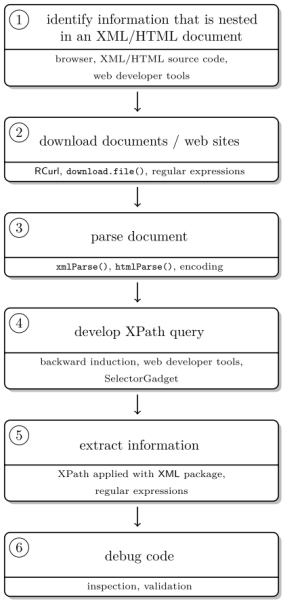 1 identify information that is nested
in an XML/HTML document
browser, XML/HTML source code,
web developer tools
2
download documents / web sites
RCurl, download.file(), regular expressions
3
parse document
xmlParse(), htmlParse(), encoding
4
develop XPath query
backward induction, web developer tools,
SelectorGadget
5
extract information
XPath applied with XML package,
regular expressions
6
debug code
inspection, validation